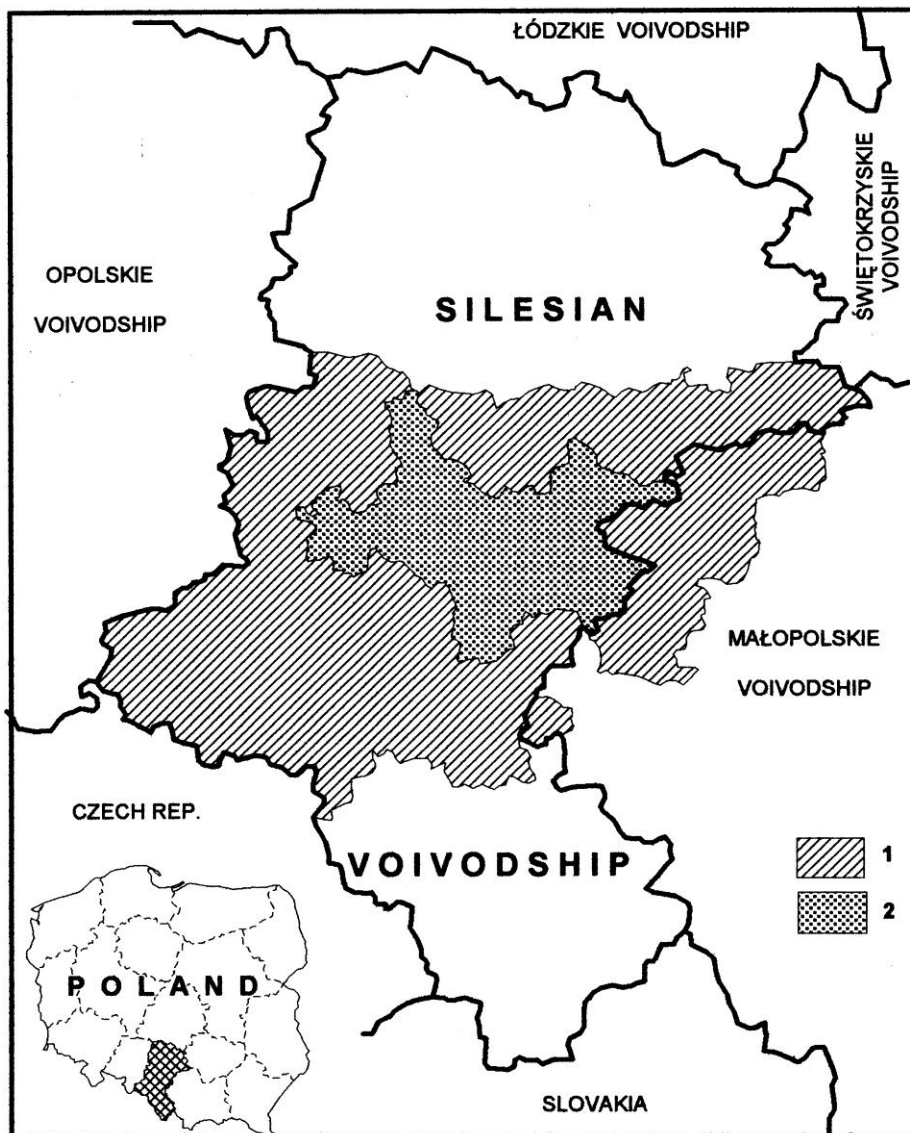 ŁÓDZKIE VOIVODSHIP
ŚWIĘTOKRZYSKIE
VOIVODSHIP
OPOLSKIE
VOIVODSHIP
SILESIAN
MAŁOPOLSKIE
VOIVODSHIP
CZECH REP.
VOIVODSHIP
1
2
POLAND
SLOVAKIA